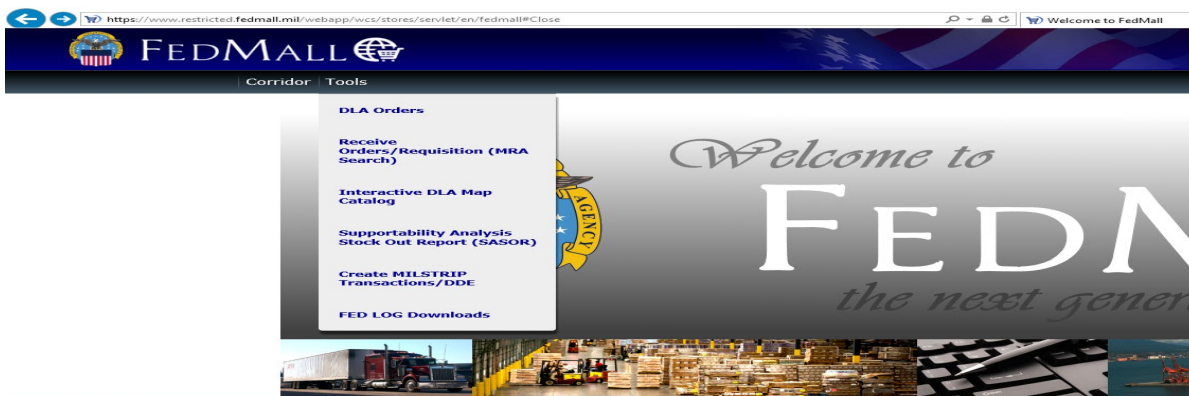 https://www.restricted.fedmall.mil/webapp/wcs/stores/servlet/en/fedmall#Close
Welcome to FedMall
FEDMALL
Corridor Tools
DLA Orders
Receive
Orders/Requisition (MRA
Search)
Interactive DLA Map
Catalog
Supportability Analysis
Stock Out Report (SASOR)
Create MILSTRIP
Transactions/DDE
FED LOG Downloads
AGENCY
Welcome to
FEDM
the next gener